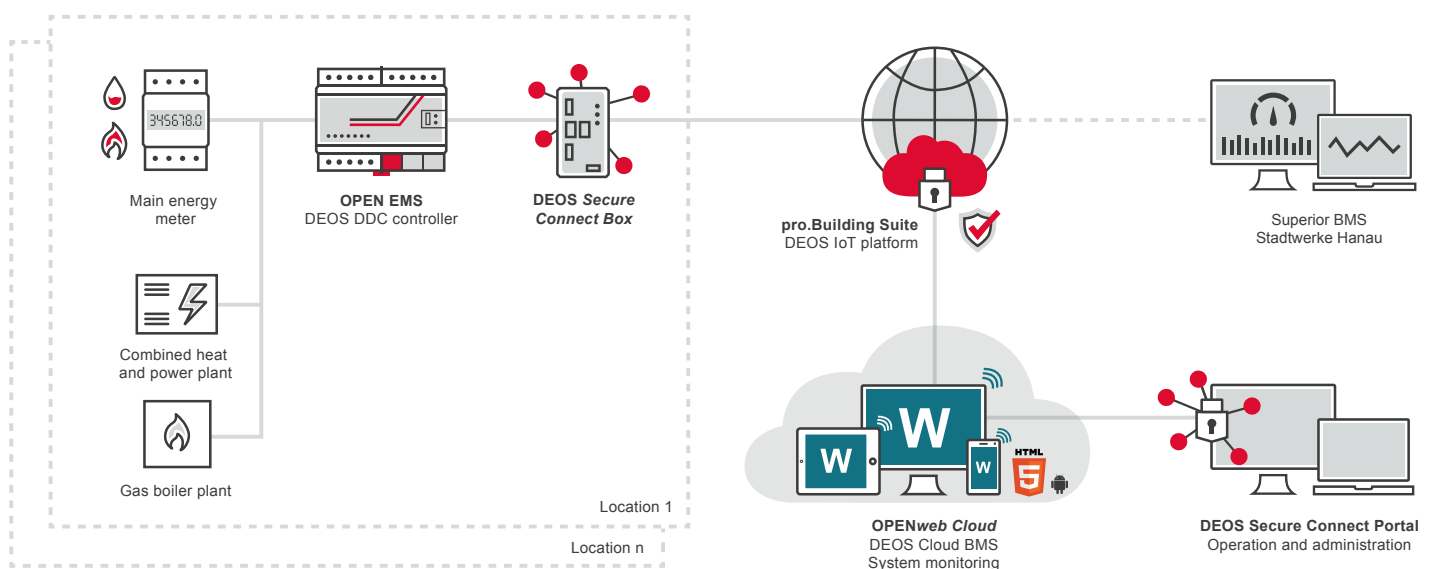 345678.0
Main energy
meter
OPEN EMS
DEOS DDC controller
DEOS Secure
Connect Box
Combined heat
and power plant
Gas boiler plant
Location 1
Location n
pro.Building Suite
DEOS IoT platform
Superior BMS
Stadtwerke Hanau
W
W
W
HTML
5
OPENweb Cloud
DEOS Cloud BMS
System monitoring
DEOS Secure Connect Portal
Operation and administration